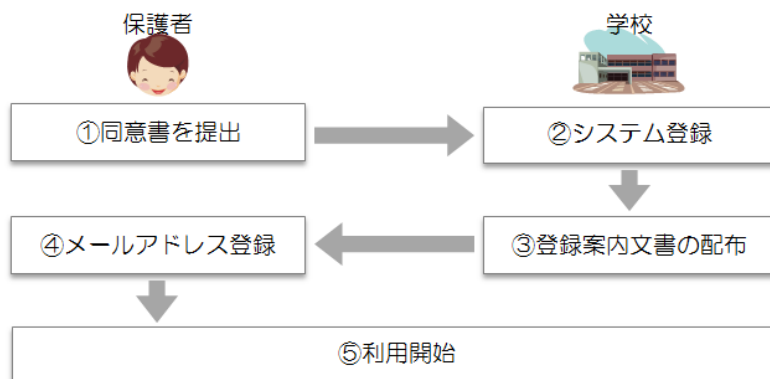 保護者
学校
①同意書を提出
②システム登録
④メールアドレス登録
③登録案内文書の配布
⑤利用開始